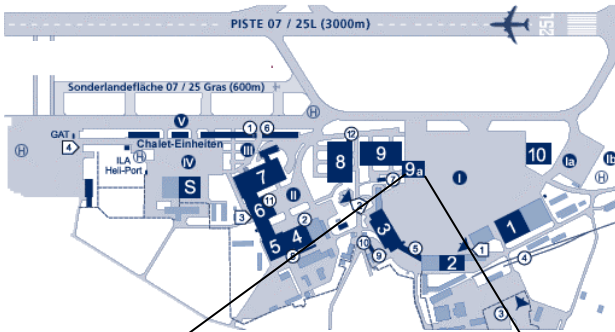 PISTE 07 / 25L (3000m)
25L
Sonderlandefläche 07 / 25 Gras (600m)
H
V
GAT
4
1
6
12
Chalet-Einheiten
H
H
ILA
Heli-Port
III
IV
S
7
8
9
9a
10
Ia
Ib
H
I
2
11
II
6
3
2
5
4
3
1
5
2
1
10
9
4
3